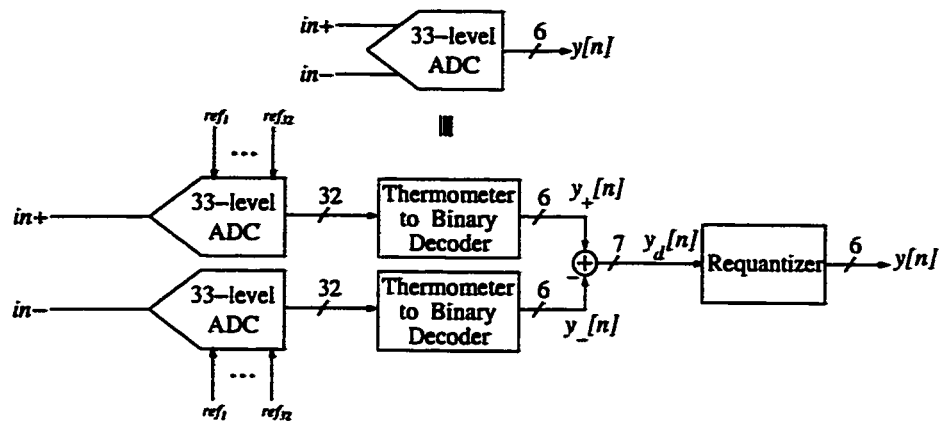 in+
in−
33−level
ADC
6
y[n]
ref1 ... ref32
in+
33−level
ADC
32
Thermometer
to Binary
Decoder
6
y+[n]
in−
33−level
ADC
32
Thermometer
to Binary
Decoder
6
y−[n]
ref1 ... ref32
+
−
7
yd[n]
Requantizer
6
y[n]